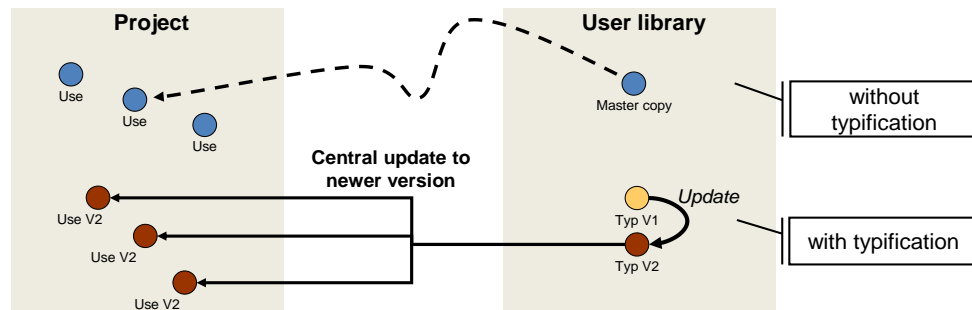 Project
User library
Use
Use
Use
Master copy
without
typification
Central update to
newer version
Update
Typ V1
Use V2
Use V2
Typ V2
Use V2
with typification